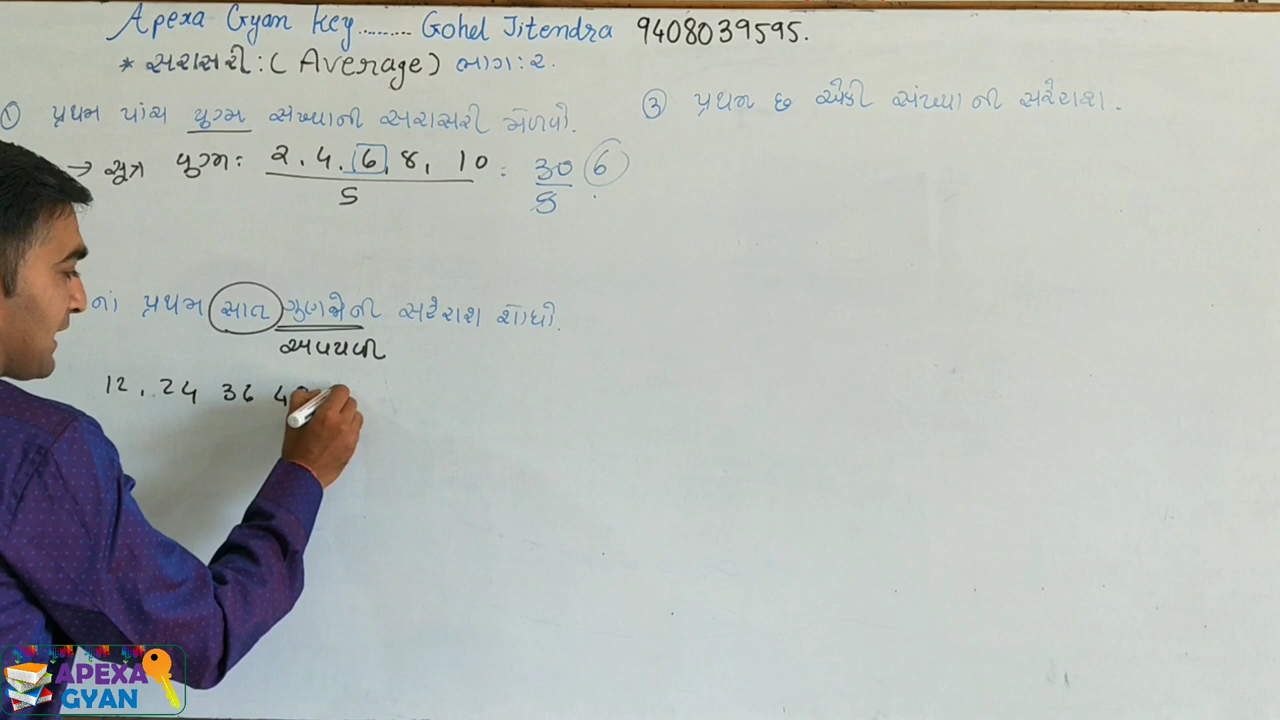 Apexa Gyan Key......... Gohel Jitendra 9408039595.
* સરાસરી : ( Average ) ભાગ : ૨.
① પ્રથમ પાંચ યુગ્મ સંખ્યાની સરાસરી મેળવો.
→ સૂત્ર યુગ્મ : 2, 4, 6, 8, 10 = 30 6
5 5
નાં પ્રથમ સાત ગુણકોની સરેરાશ શોધો.
અવયવી
12, 24 36 4
③ પ્રથમ છ એકી સંખ્યા ની સરેરાશ.
APEXA
GYAN